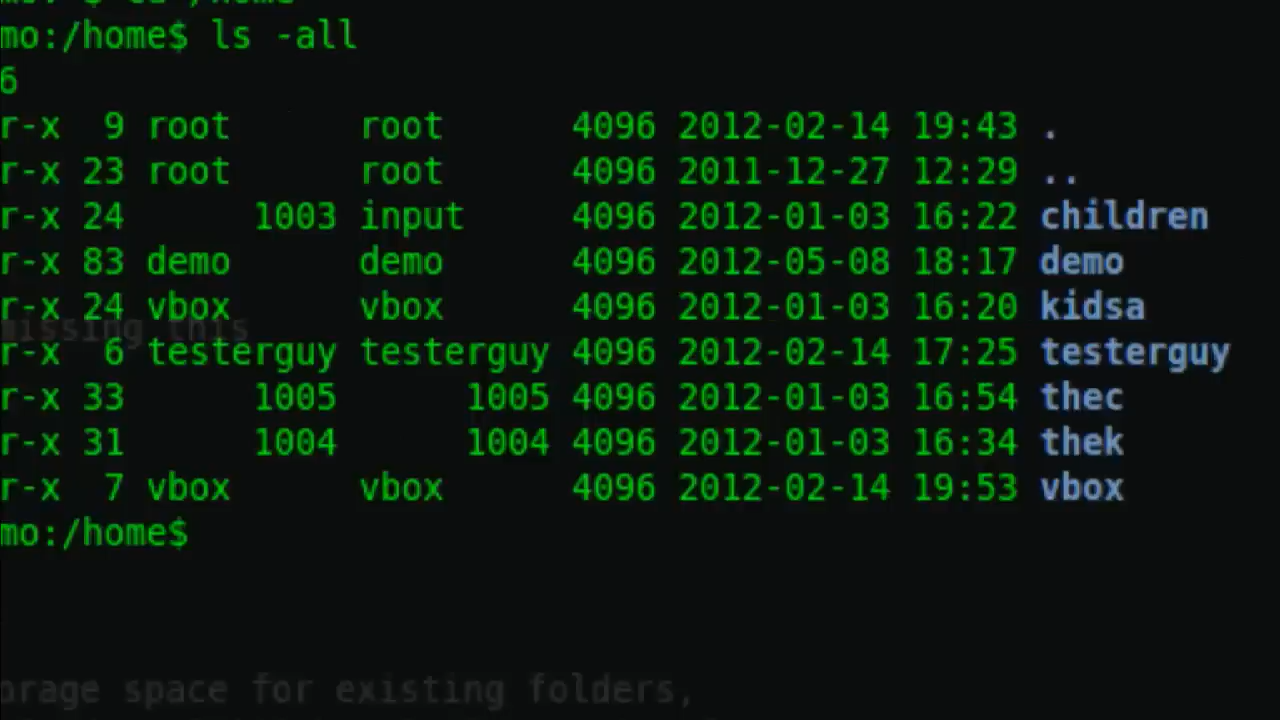 mo:/home$ ls -all
6
r-x 9 root root 4096 2012-02-14 19:43 .
r-x 23 root root 4096 2011-12-27 12:29 ..
r-x 24 1003 input 4096 2012-01-03 16:22 children
r-x 83 demo demo 4096 2012-05-08 18:17 demo
r-x 24 vbox vbox 4096 2012-01-03 16:20 kidsa
missing this
r-x 6 testerguy testerguy 4096 2012-02-14 17:25 testerguy
r-x 33 1005 1005 4096 2012-01-03 16:54 thec
r-x 31 1004 1004 4096 2012-01-03 16:34 thek
r-x 7 vbox vbox 4096 2012-02-14 19:53 vbox
mo:/home$
orage space for existing folders,